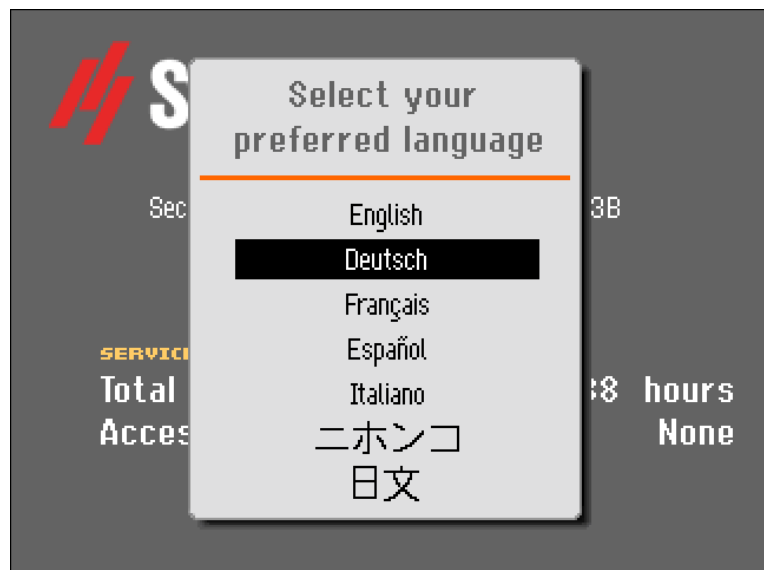 S
Select your
preferred language
Sec
3B
English
Deutsch
Français
Español
Italiano
ニホンコ
日文
SERVICE
Total
8 hours
Acces
None